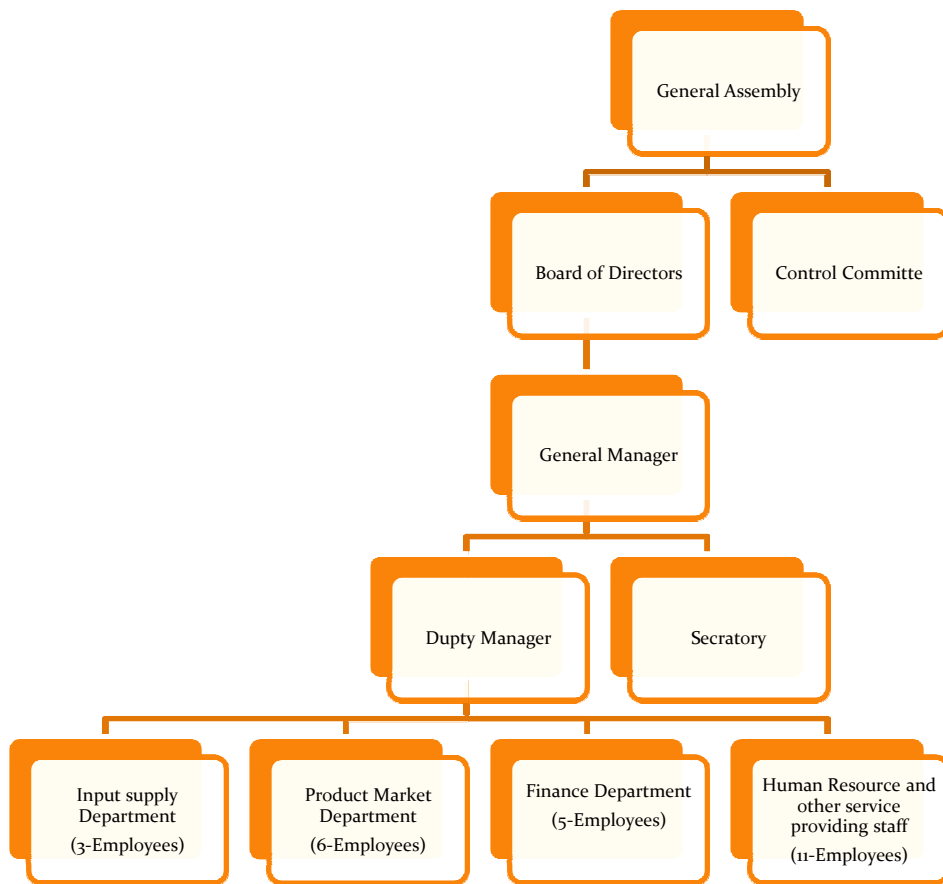 General Assembly
Board of Directors
Control Committe
General Manager
Dupty Manager
Secratory
Input supply
Department
(3-Employees)
Product Market
Department
(6-Employees)
Finance Department
(5-Employees)
Human Resource and
other service
providing staff
(11-Employees)